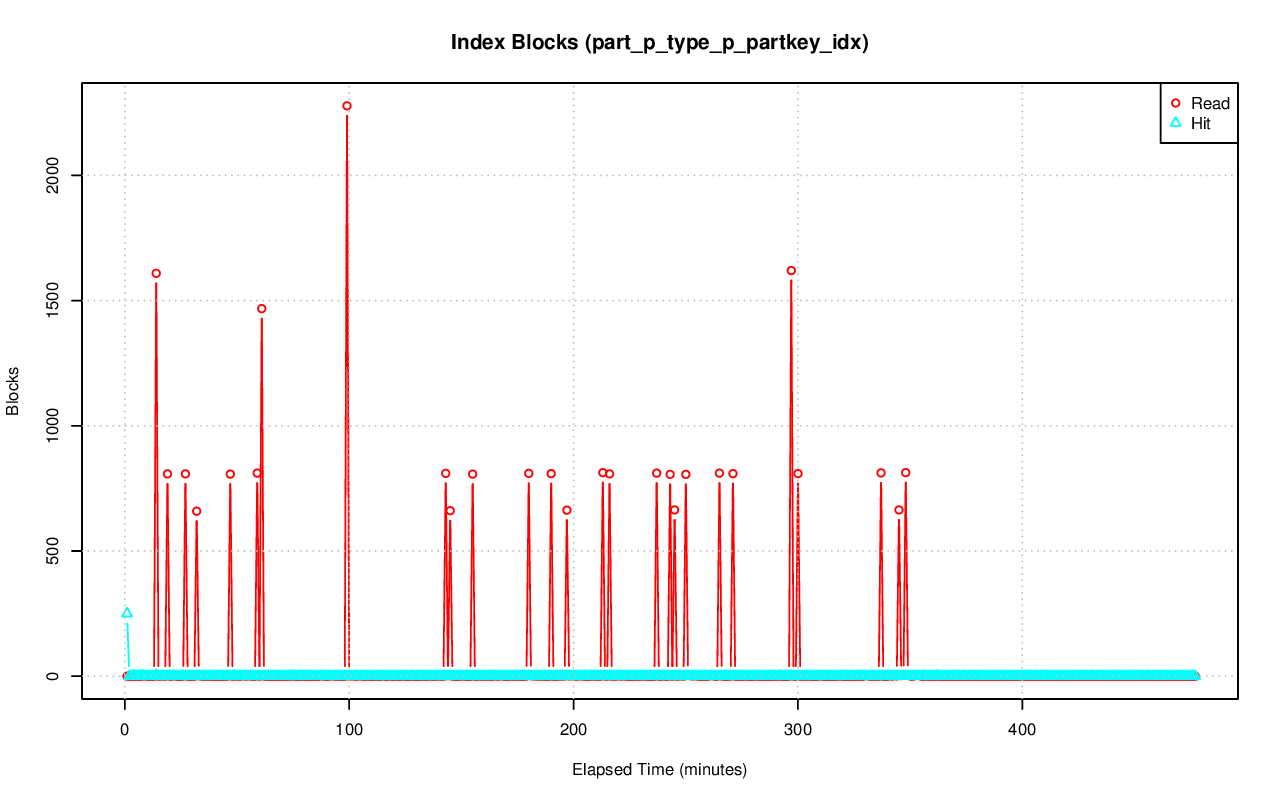 Index Blocks (part_p_type_p_partkey_idx)
Read
Hit
Blocks
2000
1500
1000
500
0
0 100 200 300 400
Elapsed Time (minutes)